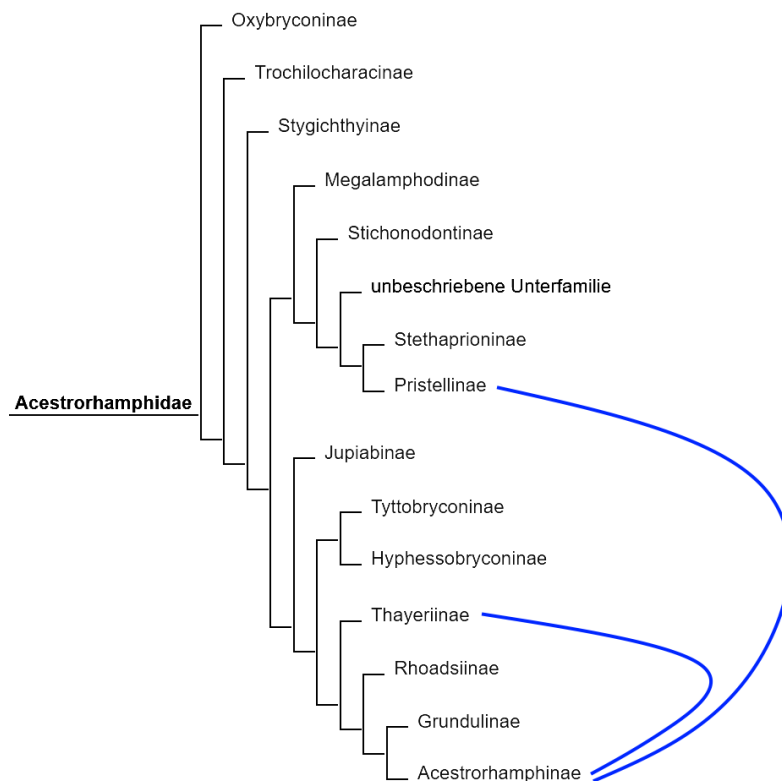 Oxybryconinae
Trochilocharacinae
Stygichthyinae
Megalamphodinae
Stichonodontinae
unbeschriebene Unterfamilie
Stethaprioninae
Pristellinae
Acestrorhamphidae
Jupiabinae
Tyttobryconinae
Hyphessobryconinae
Thayeriinae
Rhoadsiinae
Grundulinae
Acestrorhamphinae